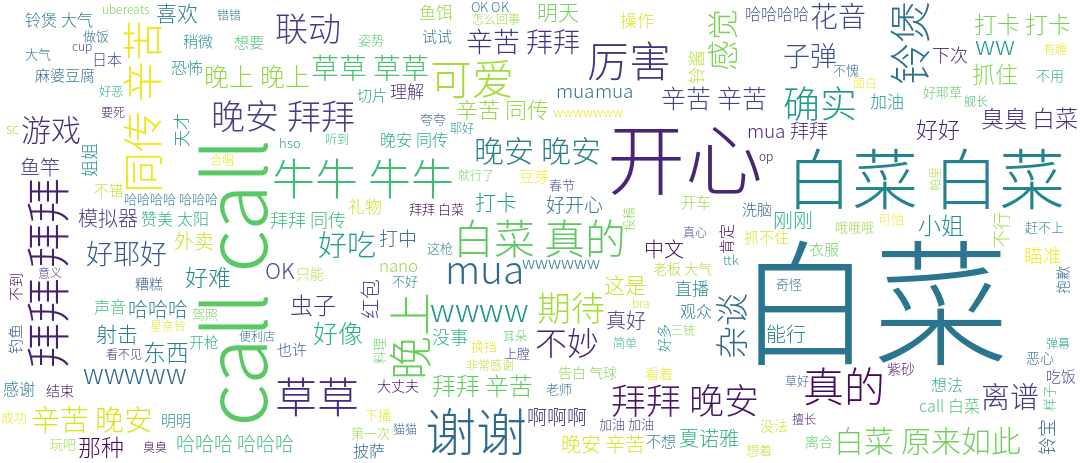 ubereats
错错
铃煲 大气
喜欢
做饭
大气
cup
日本
稍微
想要
姿势
恐怖
麻婆豆腐
好恶
要死
晚上 晚上
草草 草草
联动
鱼饵
OK OK
怎么回事
明天
试试
辛苦 拜拜
操作
哈哈哈哈
花音
厉害
感觉
子弹
铃酱
铃煲
打卡 打卡
ww
下次
有趣
抓住
不愧
面白
不用
切片
理解
可爱
muamua
辛苦 辛苦
确实
加油
好耶草
舰长
臭臭 白菜
sc
游戏
辛苦
同传
天才
晚安 拜拜
夸夸
耶好
辛苦 同传
wwwwwww
mua 拜拜
好好
姐姐
合唱
hso
听到
晚安 同传
晚安 晚安
开心
op
鱼竿
不错
牛牛 牛牛
就行了
豆芽
春节
白菜 白菜
拜拜 拜拜
哈哈哈哈 哈哈哈
call call
礼物
拜拜 白菜
打卡
好开心
开车
洗脑
模拟器
赞美 太阳
拜拜 同传
投稿
真心
刚刚
哦哦哦
可怕
小姐
不行
赶不上
外卖
好吃
打中
这枪
白菜 真的
中文
肯定
抓不住
衣服
瞄准
好耶好
OK
只能
nano
mua
wwwwww
老板 大气
ttk
不到
意义
糟糕
好难
红包
不好
这是
bra
直播
奇怪
抱歉
声音
哈哈哈
驾照
虫子
上
wwww
期待
真好
观众
杂谈
能行
白菜
钓鱼
射击
星奈铃
开枪
便利店
好像
晚
没事
耳朵
不妙
简单
好多
三铳
弹幕
看不见
东西
也许
料理
换挡
上膛
恶心
wwwww
非常感谢
告白 气球
看着
紫砂
吃饭
感谢
结束
草草
大丈夫
拜拜 辛苦
老师
草好
真的
想法
成功
辛苦 晚安
明明
下播
谢谢
拜拜 晚安
擅长
call 白菜
离谱
玩吧
那种
臭臭
哈哈哈 哈哈哈
第一次
猫猫
啊啊啊
加油 加油
没法
铃宝
披萨
晚安 辛苦
不想
夏诺雅
想着
离合
白菜 原来如此